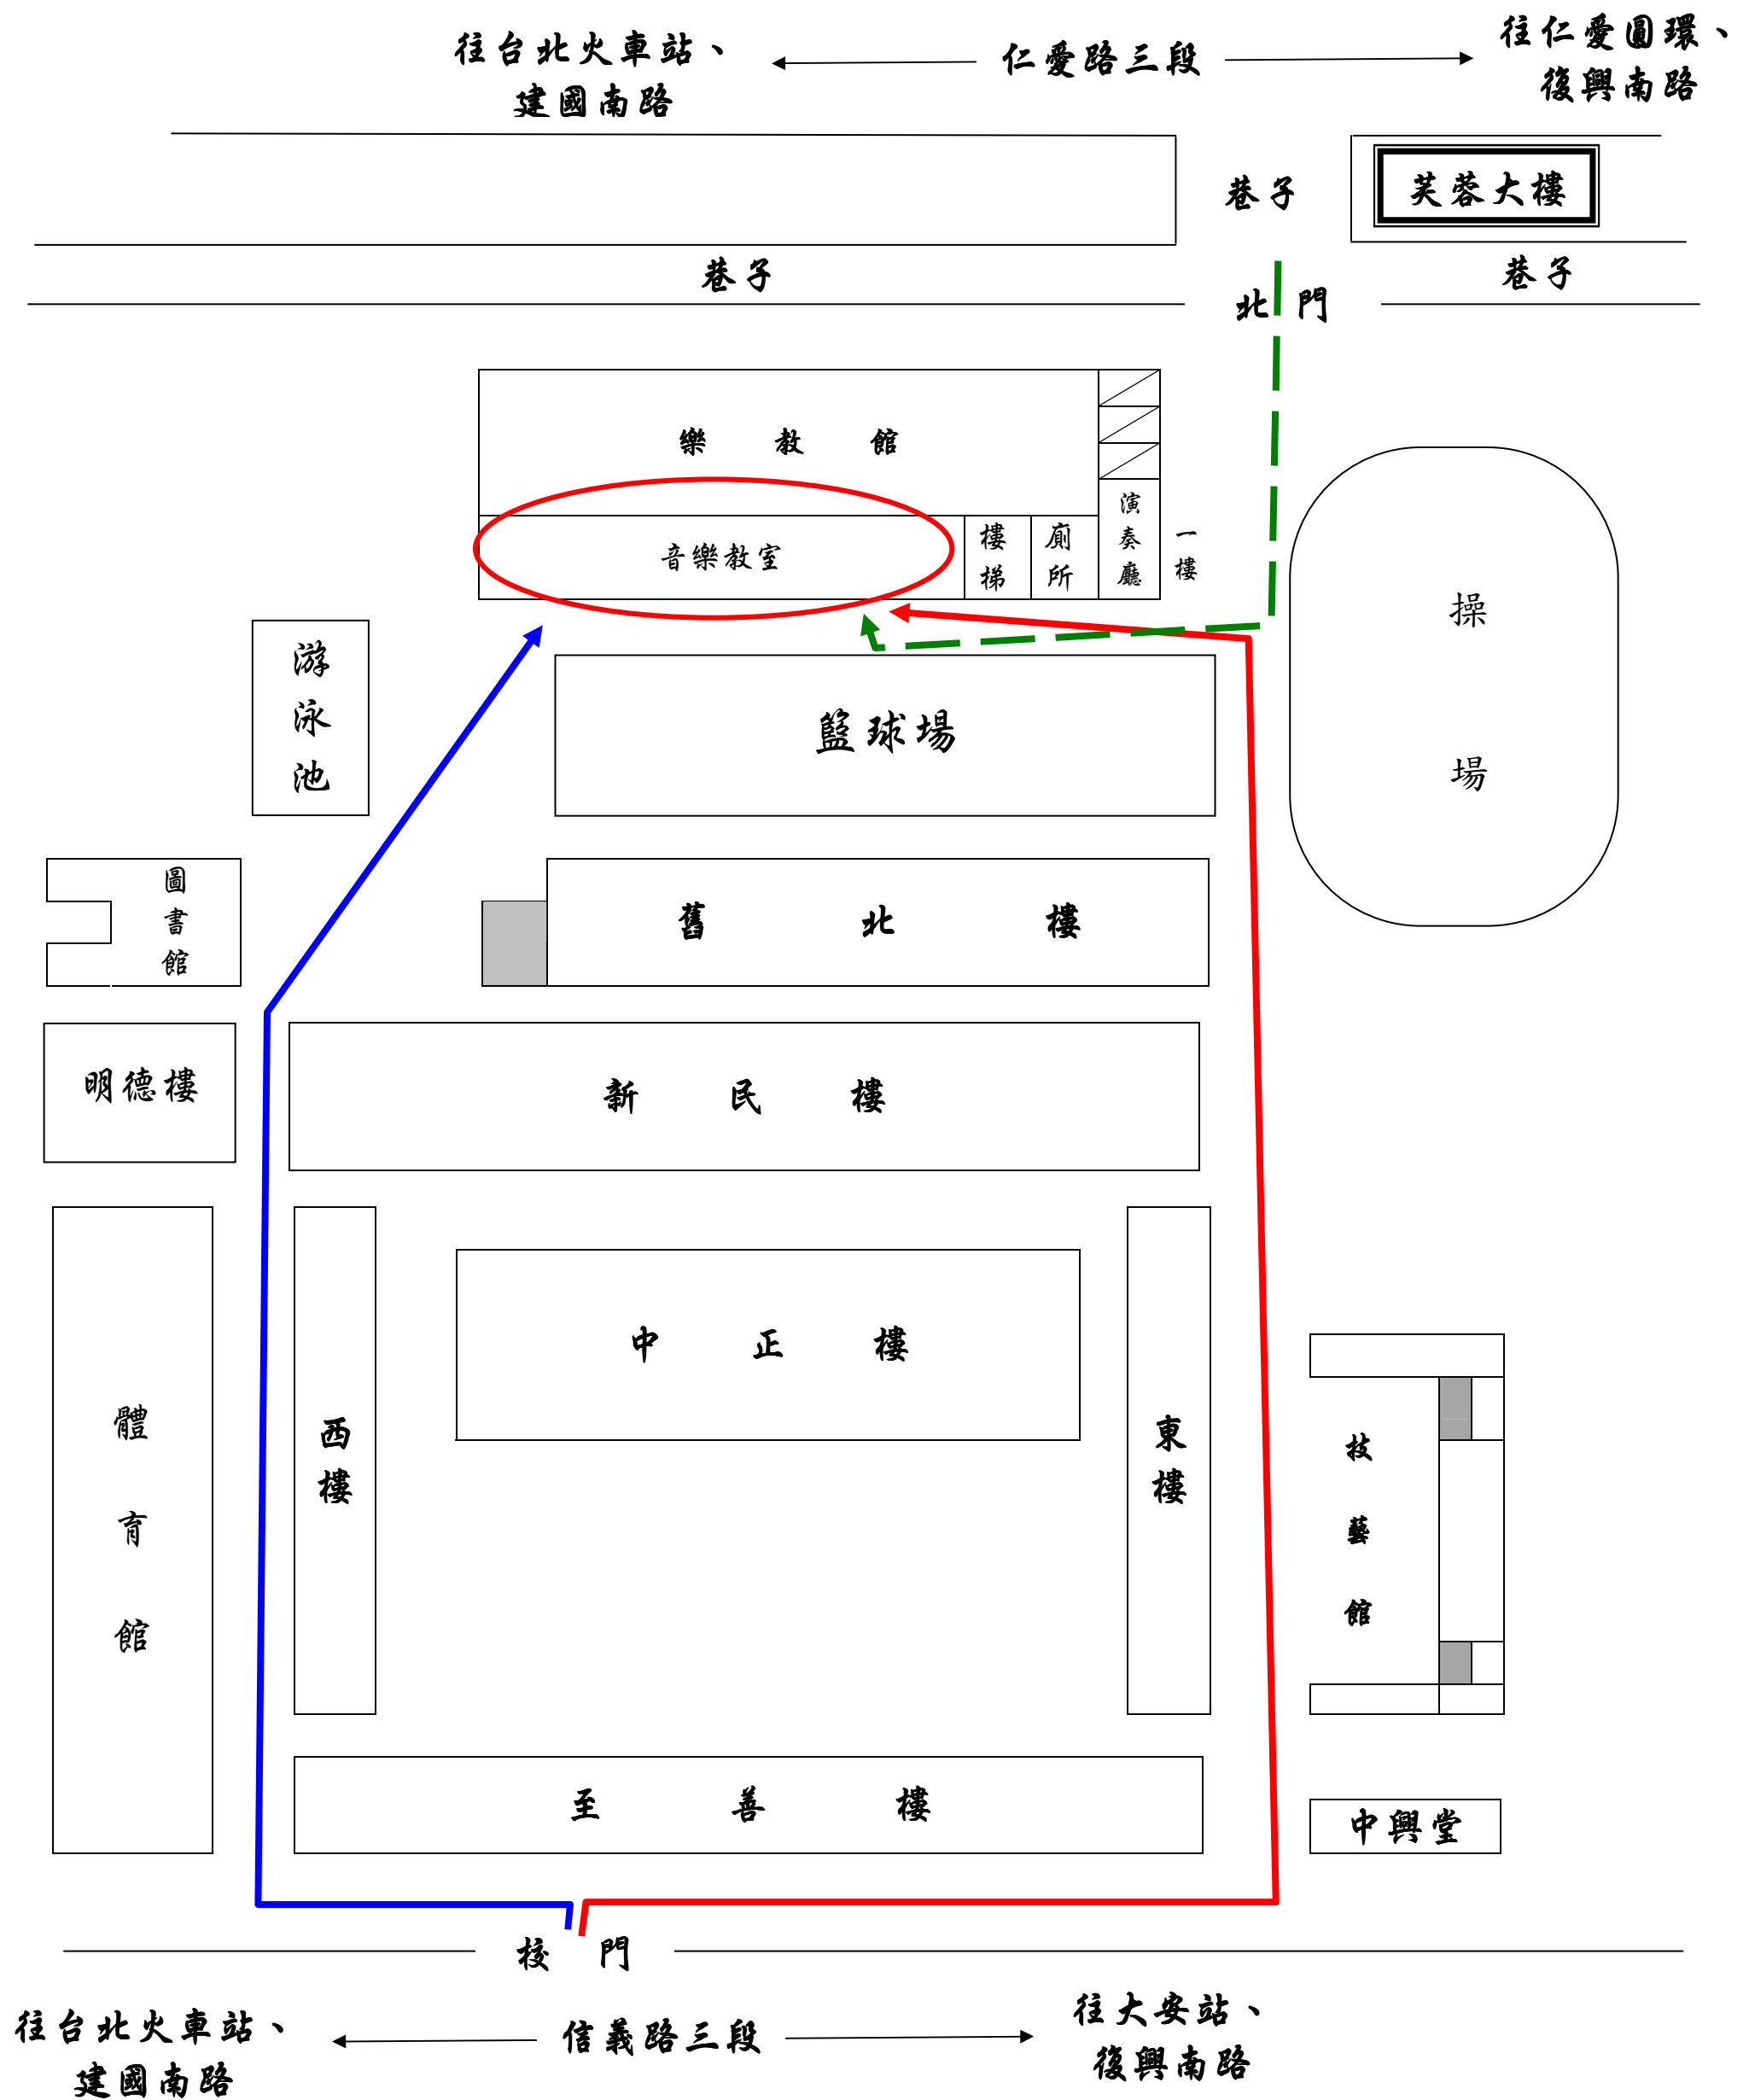 往台北火車站、
建國南路
仁愛路三段
往仁愛圓環、
復興南路
巷子
芙蓉大樓
巷子
巷子
北門
樂教館
音樂教室
樓梯
廁所
演奏廳
一樓
操場
游泳池
籃球場
圖書館
舊北樓
明德樓
新民樓
體育館
西樓
中正樓
東樓
技藝館
至善樓
中興堂
校門
往台北火車站、
建國南路
信義路三段
往大安站、
復興南路